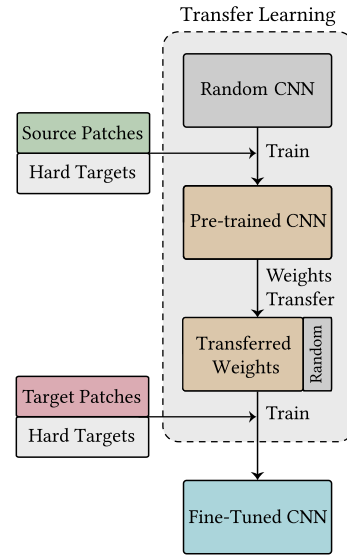 Transfer Learning
Random CNN
Source Patches
Hard Targets
Train
Pre-trained CNN
Weights
Transfer
Transferred
Weights
Random
Target Patches
Hard Targets
Train
Fine-Tuned CNN